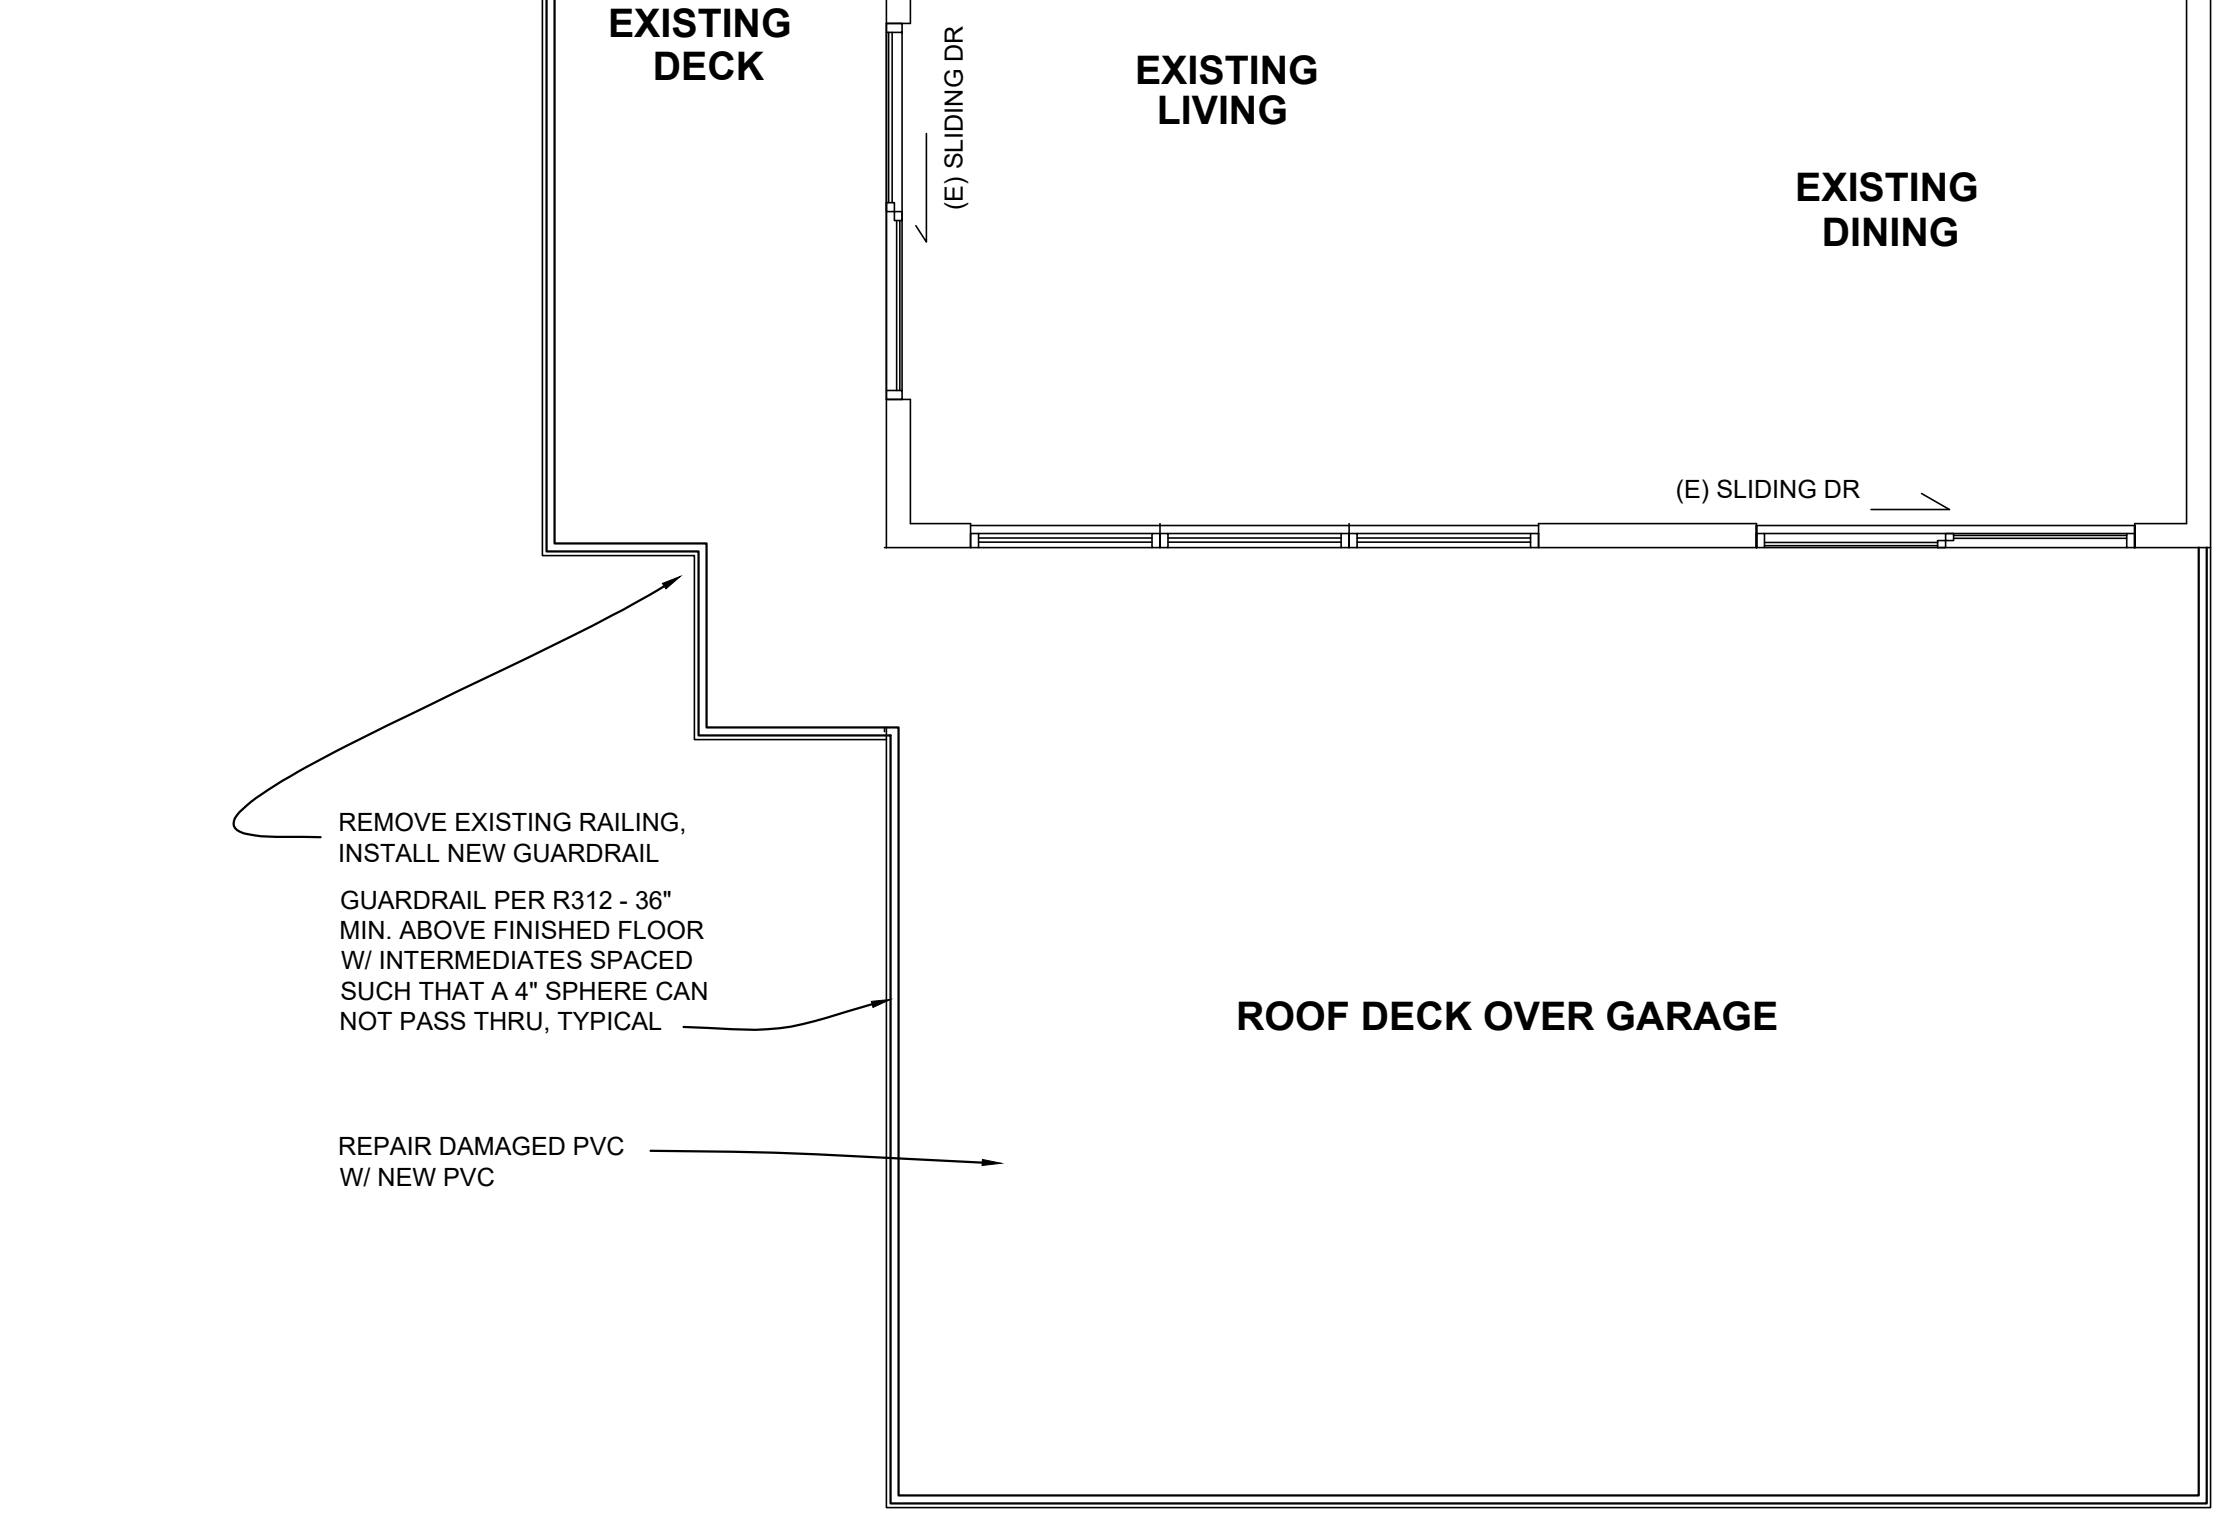 EXISTING
DECK
(E) SLIDING DR
EXISTING
LIVING
EXISTING
DINING
(E) SLIDING DR
REMOVE EXISTING RAILING,
INSTALL NEW GUARDRAIL
GUARDRAIL PER R312 - 36"
MIN. ABOVE FINISHED FLOOR
W/ INTERMEDIATES SPACED
SUCH THAT A 4" SPHERE CAN
NOT PASS THRU, TYPICAL
ROOF DECK OVER GARAGE
REPAIR DAMAGED PVC
W/ NEW PVC